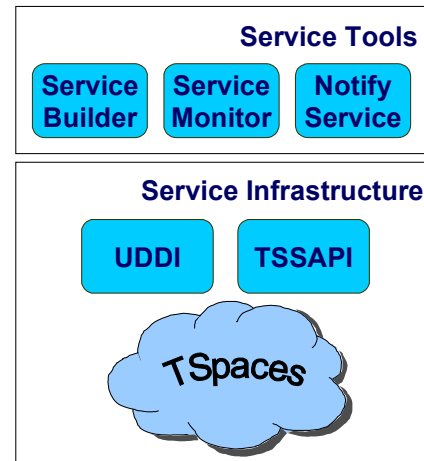 Service Tools
Service
Builder
Service
Monitor
Notify
Service
Service Infrastructure
UDDI
TSSAPI
TSpaces